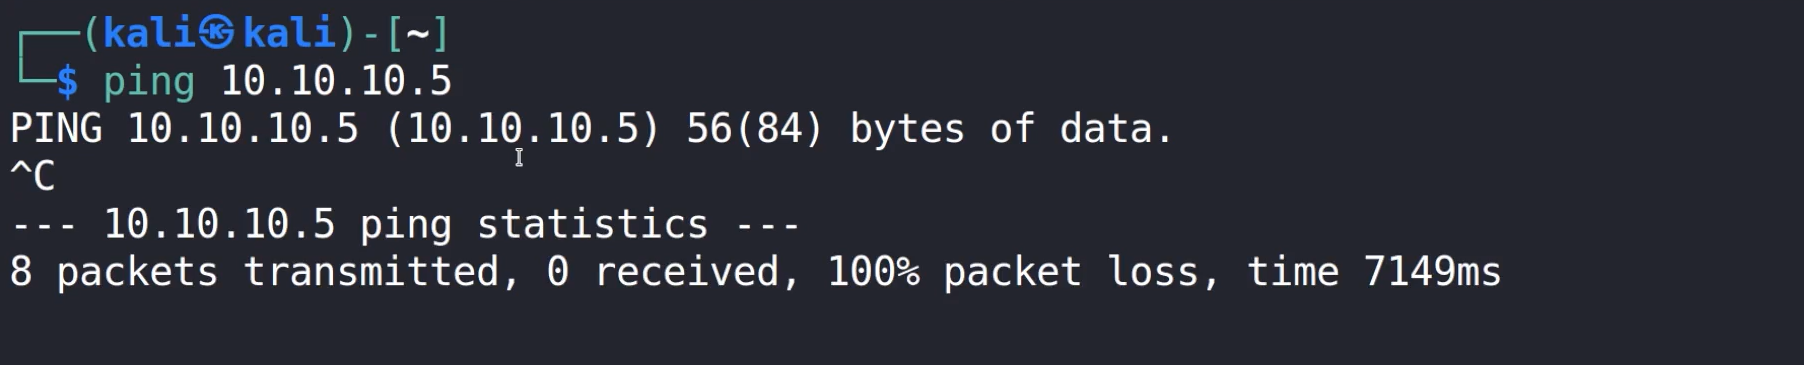 ┌──(kali㉿kali)-[~]
└─$ ping 10.10.10.5
PING 10.10.10.5 (10.10.10.5) 56(84) bytes of data.
^C
--- 10.10.10.5 ping statistics ---
8 packets transmitted, 0 received, 100% packet loss, time 7149ms